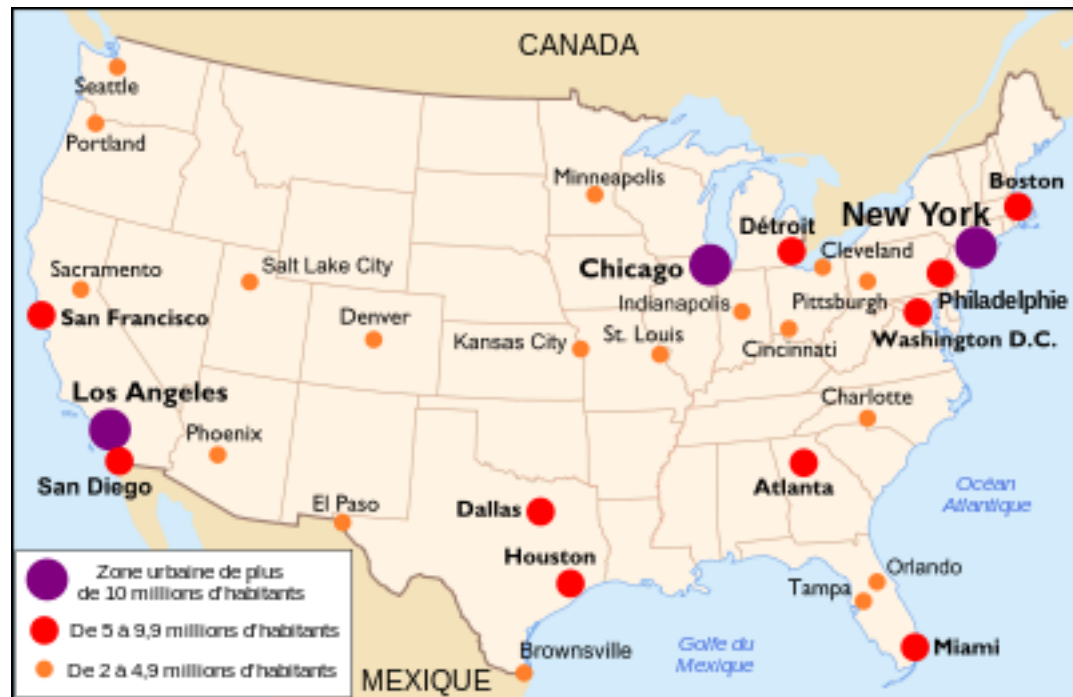 CANADA
Seattle
Portland
Minneapolis
Boston
New York
Détroit
Cleveland
Chicago
Sacramento
Salt Lake City
Indianapolis
Pittsburgh
Philadelphie
San Francisco
Denver
Kansas City
St. Louis
Cincinnati
Washington D.C.
Los Angeles
Charlotte
Phoenix
San Diego
Atlanta
Océan
Atlantique
El Paso
Dallas
Houston
Orlando
Tampa
Brownsville
Golfe du
Mexique
Miami
MEXIQUE
Zone urbaine de plus
de 10 millions d'habitants
De 5 à 9,9 millions d'habitants
De 2 à 4,9 millions d'habitants